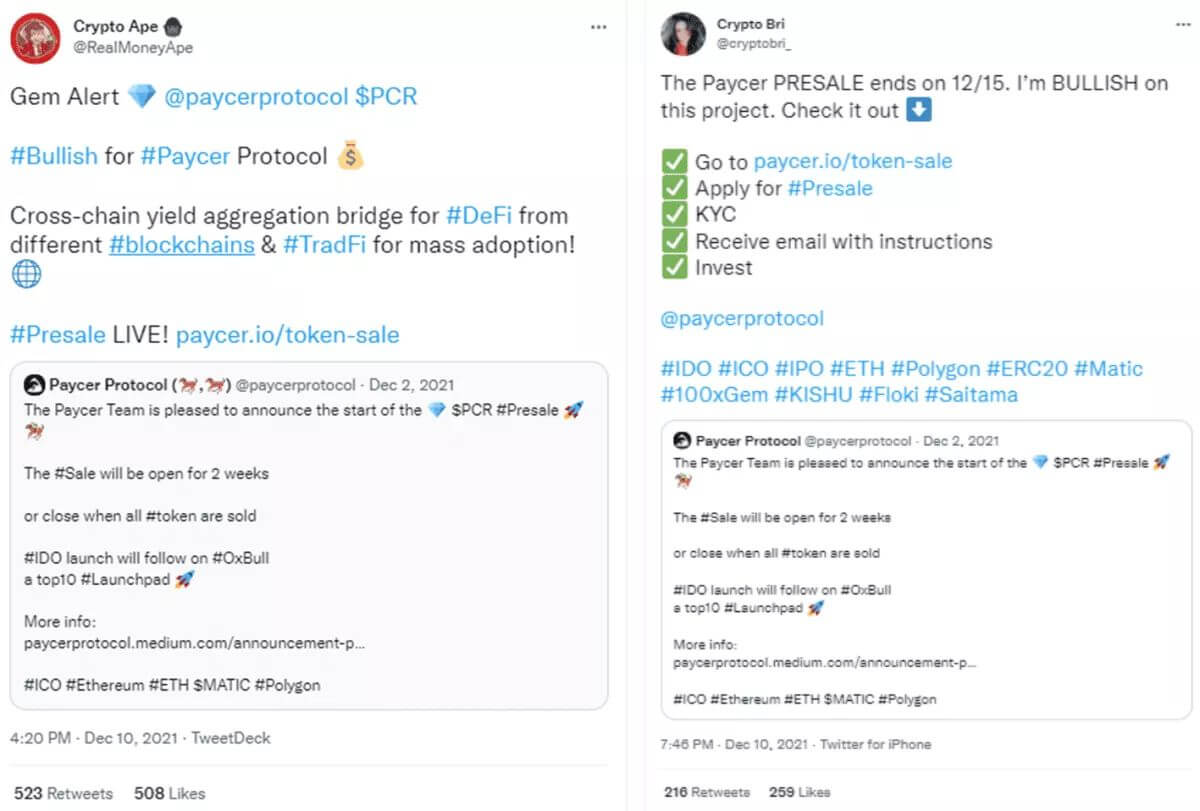 Crypto Ape
@RealMoneyApe
Gem Alert 💎 @paycerprotocol $PCR
#Bullish for #Paycer Protocol 💰
Cross-chain yield aggregation bridge for #DeFi from
different #blockchains & #TradFi for mass adoption!
🌐
#Presale LIVE! paycer.io/token-sale
Paycer Protocol (🐎,🐎) @paycerprotocol · Dec 2, 2021
The Paycer Team is pleased to announce the start of the 💎 $PCR #Presale 🚀
🐎
The #Sale will be open for 2 weeks
or close when all #token are sold
#IDO launch will follow on #OxBull
a top10 #Launchpad 🚀
More info:
paycerprotocol.medium.com/announcement-p...
#ICO #Ethereum #ETH $MATIC #Polygon
4:20 PM · Dec 10, 2021 · TweetDeck
523 Retweets 508 Likes
Crypto Bri
@cryptobri_
The Paycer PRESALE ends on 12/15. I'm BULLISH on
this project. Check it out ⬇️
✅ Go to paycer.io/token-sale
✅ Apply for #Presale
✅ KYC
✅ Receive email with instructions
✅ Invest
@paycerprotocol
#IDO #ICO #IPO #ETH #Polygon #ERC20 #Matic
#100xGem #KISHU #Floki #Saitama
Paycer Protocol @paycerprotocol · Dec 2, 2021
The Paycer Team is pleased to announce the start of the 💎 $PCR #Presale 🚀
🐎
The #Sale will be open for 2 weeks
or close when all #token are sold
#IDO launch will follow on #OxBull
a top10 #Launchpad 🚀
More info:
paycerprotocol.medium.com/announcement-p...
#ICO #Ethereum #ETH $MATIC #Polygon
7:46 PM · Dec 10, 2021 · Twitter for iPhone
216 Retweets 259 Likes